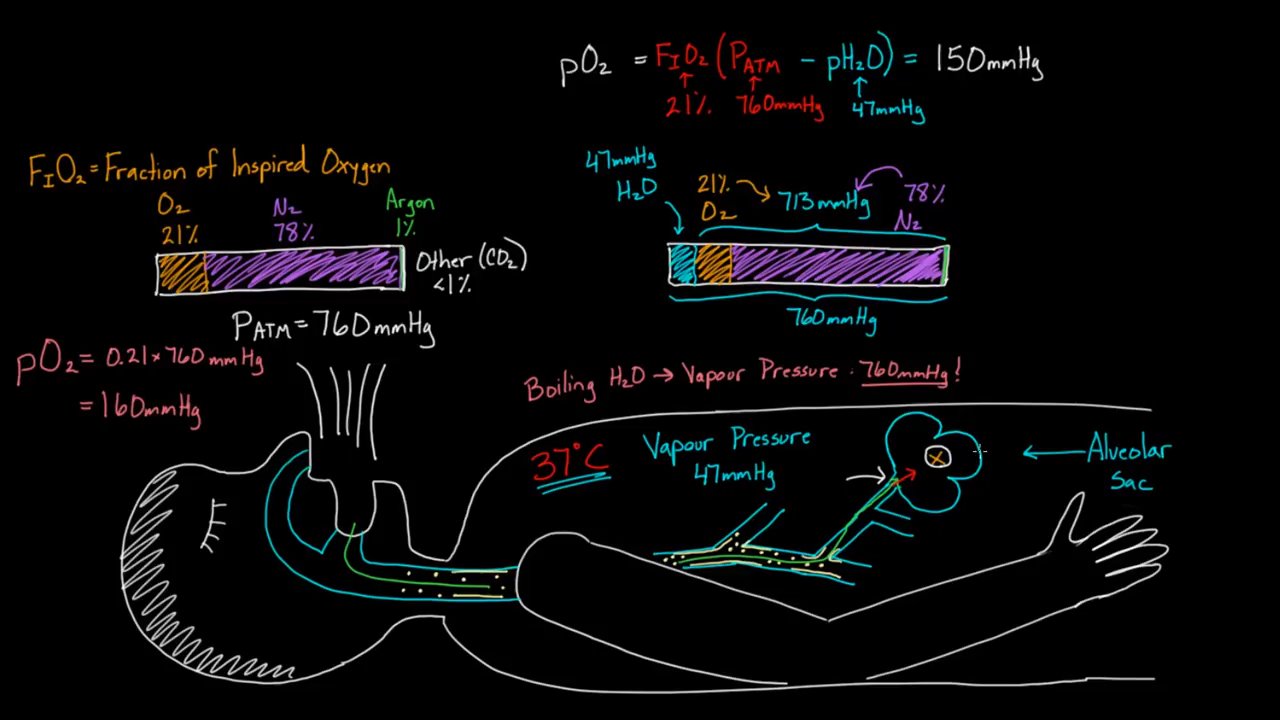 pO₂ = FIO₂ (PATM - pH₂O) = 150mmHg
21% 760mmHg 47mmHg
FIO₂ = Fraction of Inspired Oxygen
O₂ N₂ Argon
21% 78% 1%
Other (CO₂)
<1%
PATM = 760mmHg
pO₂ = 0.21 × 760 mmHg
= 160mmHg
47mmHg
H₂O
21%
O₂
713mmHg
78%
N₂
760mmHg
Boiling H₂O → Vapour Pressure · 760mmHg!
37°C
Vapour Pressure
47mmHg
Alveolar
Sac